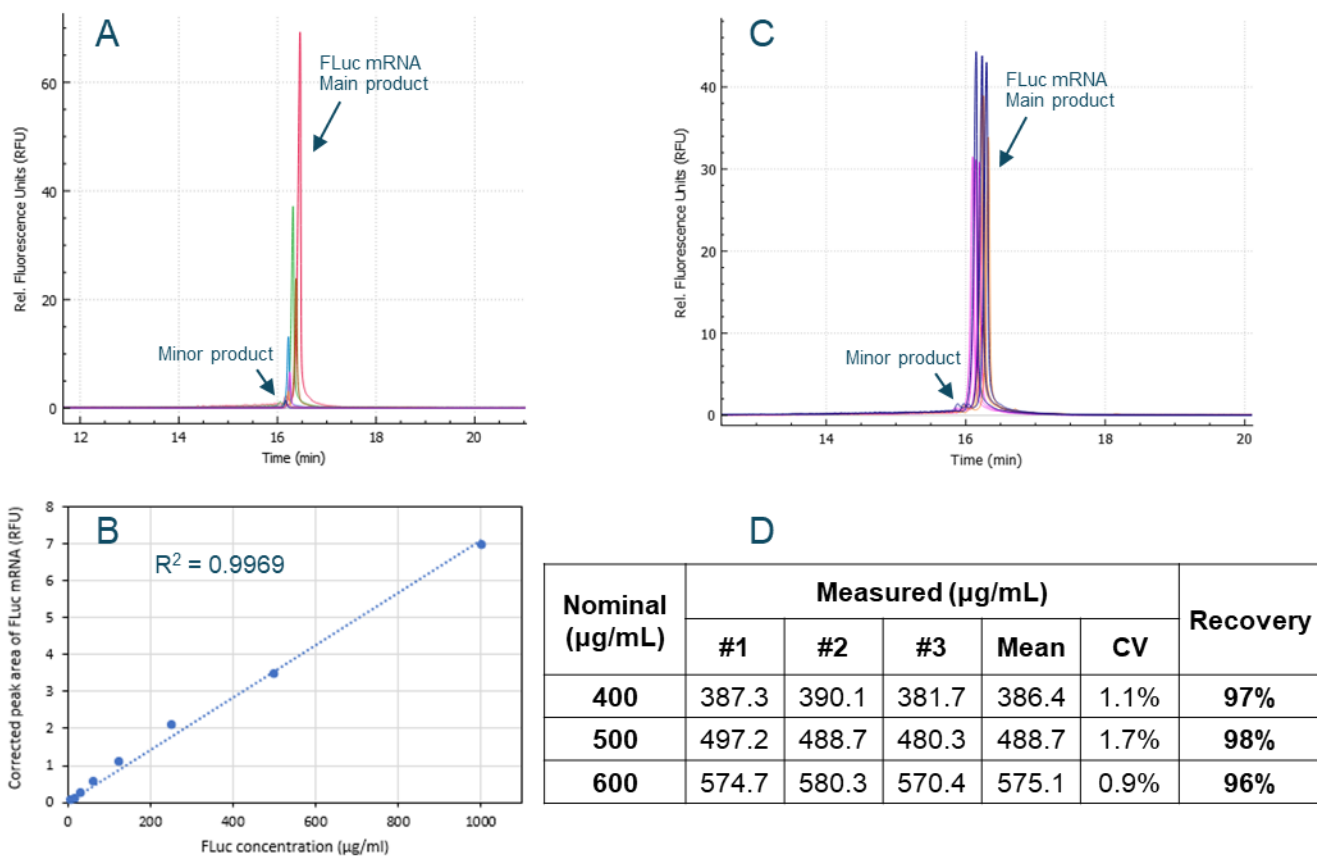 A
FLuc mRNA
Main product
Minor product
Rel. Fluorescence Units (RFU)
60
40
20
0
12 14 16 18 20
Time (min)
C
FLuc mRNA
Main product
Minor product
Rel. Fluorescence Units (RFU)
40
30
20
10
0
14 16 18 20
Time (min)
B
R² = 0.9969
Corrected peak area of FLuc mRNA (RFU)
8
7
6
5
4
3
2
1
0
0 200 400 600 800 1000
FLuc concentration (µg/ml)
D
Nominal (µg/mL) Measured (µg/mL) Recovery
#1 #2 #3 Mean CV
400 387.3 390.1 381.7 386.4 1.1% 97%
500 497.2 488.7 480.3 488.7 1.7% 98%
600 574.7 580.3 570.4 575.1 0.9% 96%